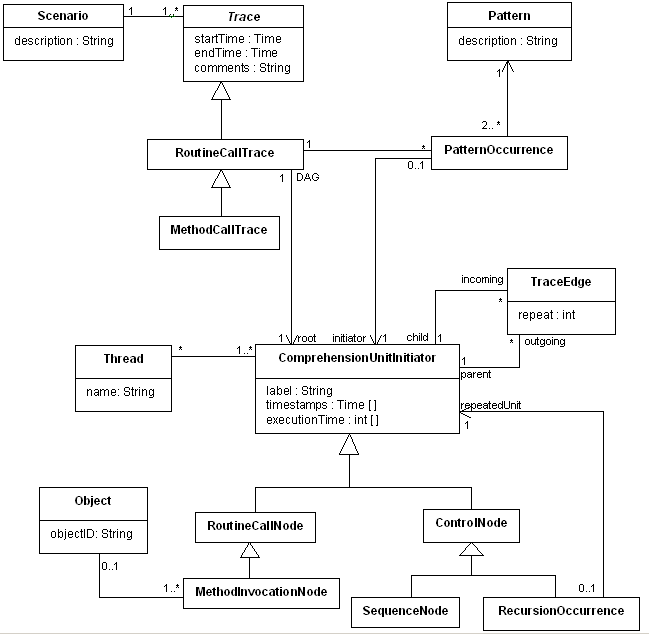 Scenario
description : String
1
1..*
Trace
startTime : Time
endTime : Time
comments : String
Pattern
description : String
1
2.. *
RoutineCallTrace
1
*
PatternOccurrence
0..1
1
DAG
MethodCallTrace
incoming
*
TraceEdge
repeat : int
* outgoing
1 /root
initiator 1
child 1
Thread
name: String
*
1..*
ComprehensionUnitInitiator
label : String
timestamps : Time [ ]
executionTime : int [ ]
1
parent
repeatedUnit
1
Object
objectID: String
0..1
1..*
RoutineCallNode
ControlNode
MethodInvocationNode
SequenceNode
0..1
RecursionOccurrence